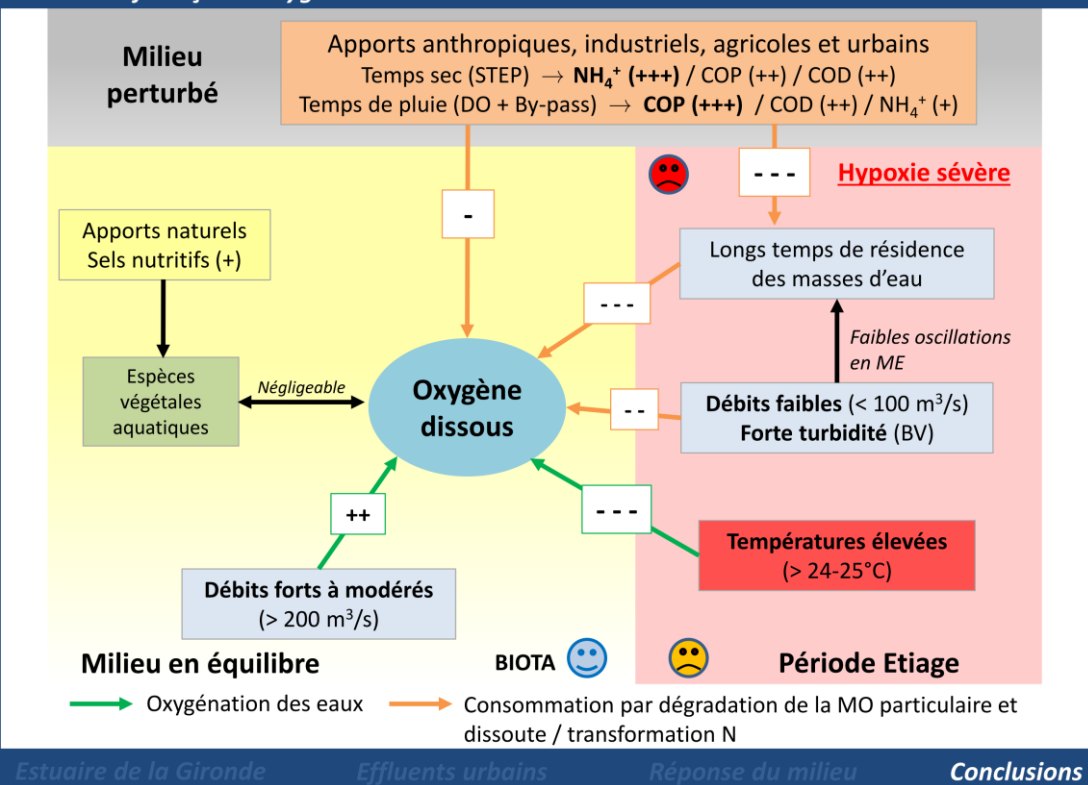 Milieu
perturbé
Apports anthropiques, industriels, agricoles et urbains
Temps sec (STEP) → NH₄⁺ (+++) / COP (++) / COD (++)
Temps de pluie (DO + By-pass) → COP (+++) / COD (++) / NH₄⁺ (+)
-
- - -
Hypoxie sévère
Apports naturels
Sels nutritifs (+)
Longs temps de résidence
des masses d'eau
- - -
Faibles oscillations
en ME
Espèces
végétales
aquatiques
Négligeable
Oxygène
dissous
- -
Débits faibles (< 100 m³/s)
Forte turbidité (BV)
++
- - -
Températures élevées
(> 24-25°C)
Débits forts à modérés
(> 200 m³/s)
Milieu en équilibre
BIOTA
Période Etiage
Oxygénation des eaux
Consommation par dégradation de la MO particulaire et
dissoute / transformation N
Estuaire de la Gironde
Effluents urbains
Réponse du milieu
Conclusions